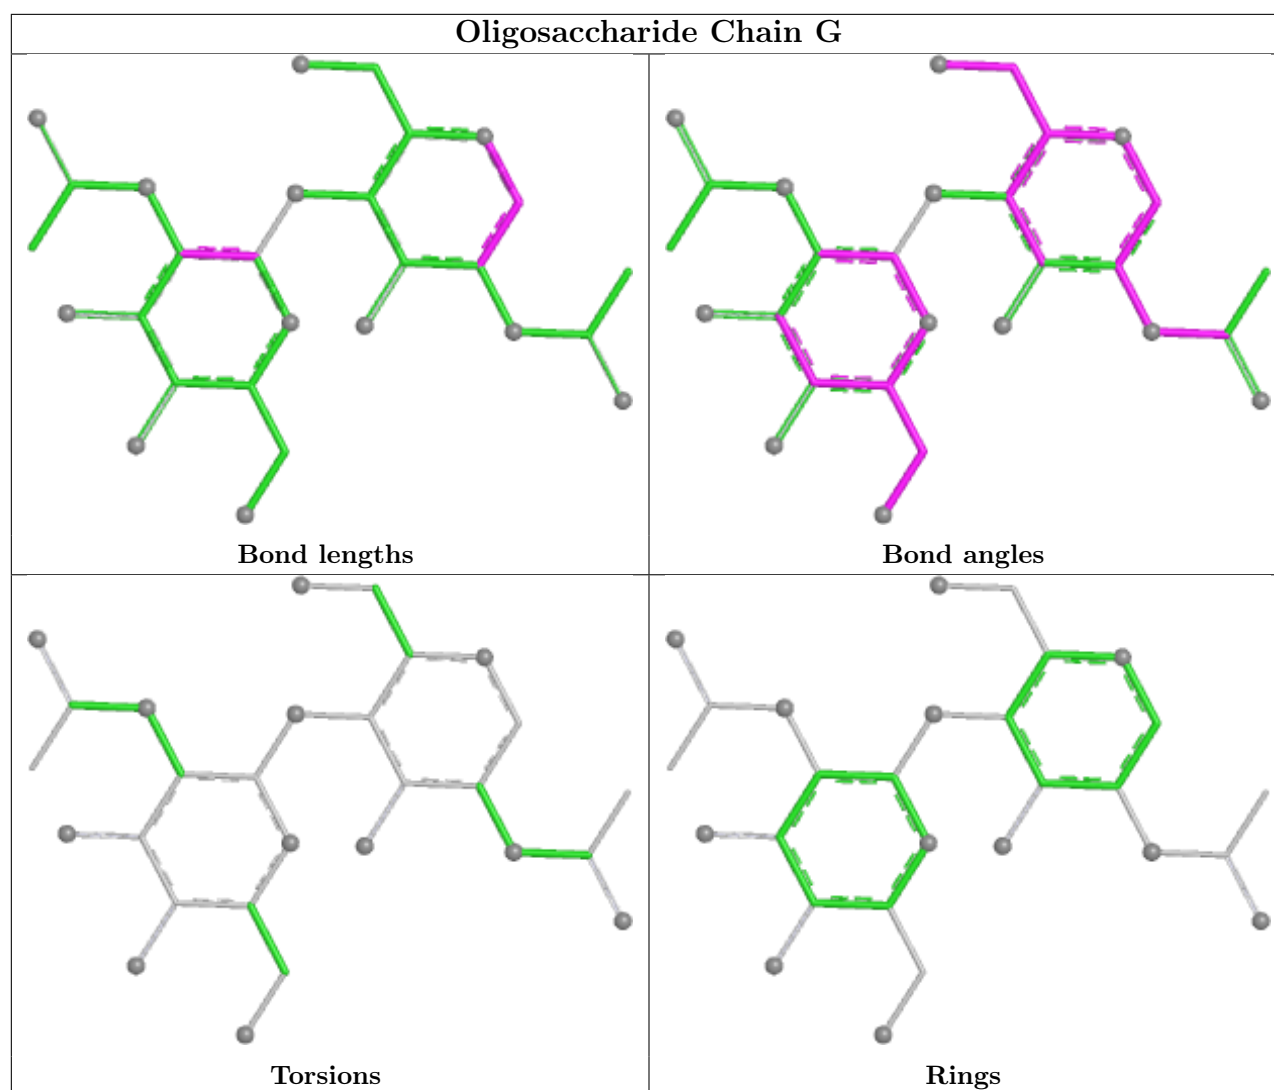 Oligosaccharide Chain G
Bond lengths
Bond angles
Torsions
Rings